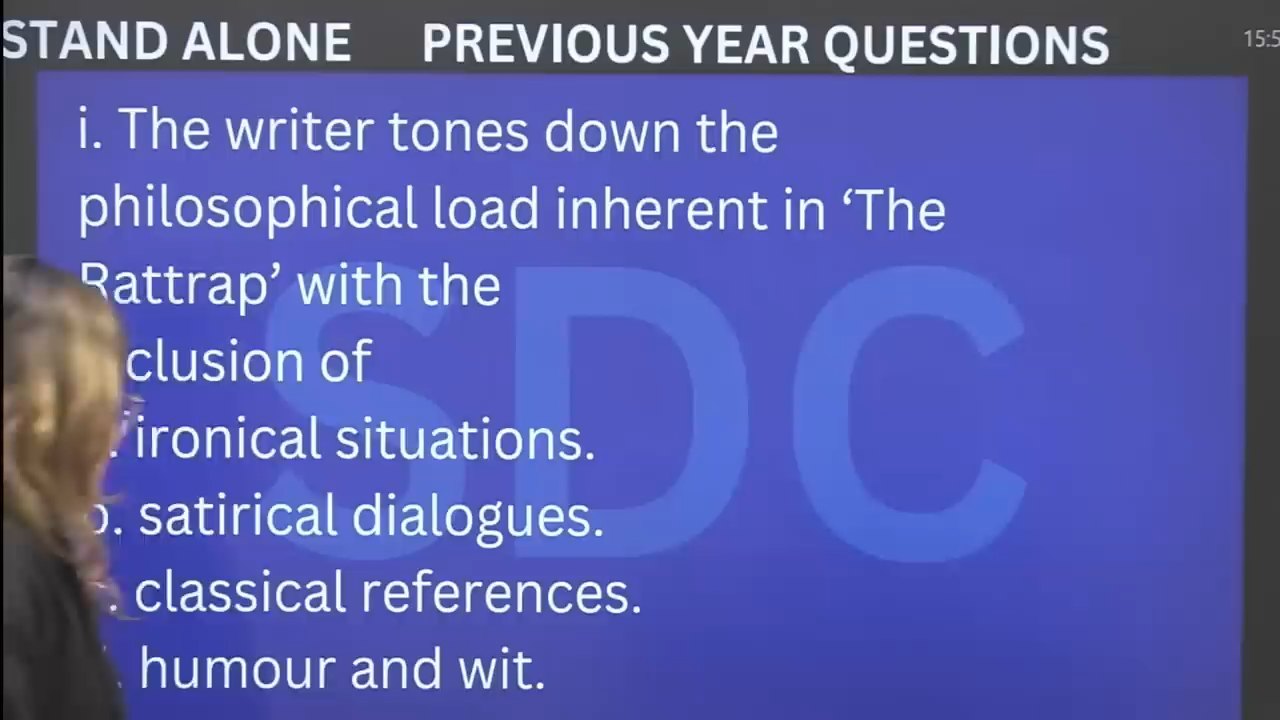 STAND ALONE PREVIOUS YEAR QUESTIONS
15:5
i. The writer tones down the
philosophical load inherent in ‘The
Rattrap’ with the
clusion of
ironical situations.
b. satirical dialogues.
classical references.
humour and wit.
SDC